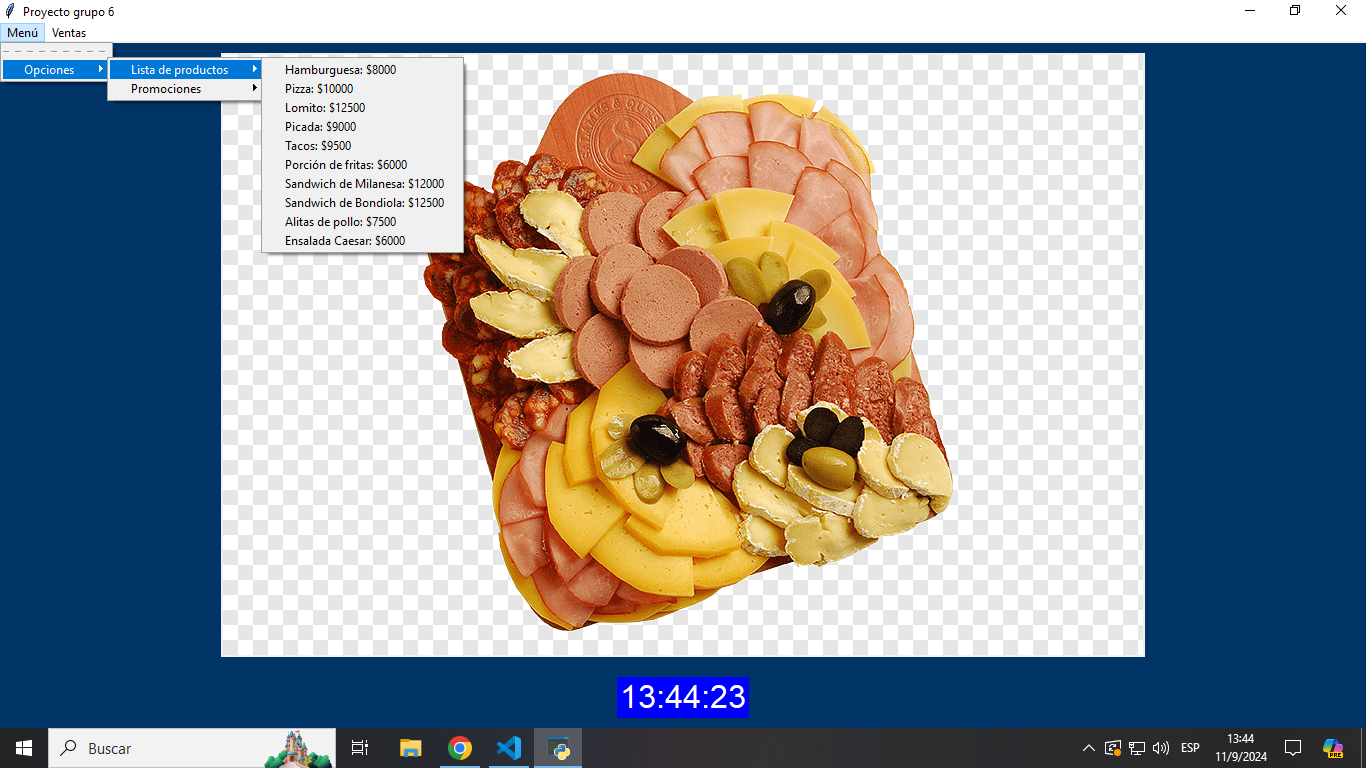 Proyecto grupo 6
Menú Ventas
Opciones
Lista de productos
Promociones
Hamburguesa: $8000
Pizza: $10000
Lomito: $12500
Picada: $9000
Tacos: $9500
Porción de fritas: $6000
Sandwich de Milanesa: $12000
Sandwich de Bondiola: $12500
Alitas de pollo: $7500
Ensalada Caesar: $6000
13:44:23
Buscar
ESP
13:44
11/9/2024
PRE